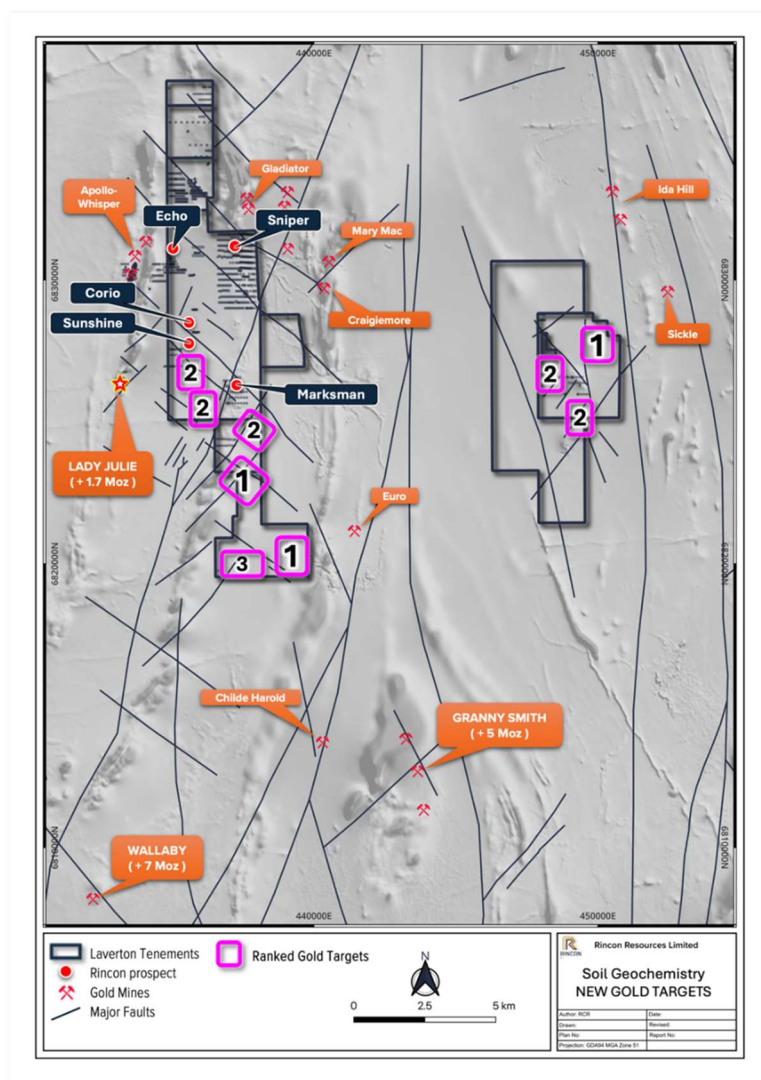 440000E
450000E
Gladiator
Apollo-
Whisper
Ida Hill
Echo
Sniper
Mary Mac
6830000N
6830000N
Corio
Craigiemore
Sunshine
Sickle
1
2
2
Marksman
2
2
2
LADY JULIE
( + 1.7 Moz )
1
Euro
1
3
6820000N
6820000N
Childe Harold
GRANNY SMITH
( + 5 Moz )
WALLABY
( + 7 Moz )
6810000N
6810000N
440000E
450000E
Laverton Tenements
Rincon prospect
Gold Mines
Major Faults
Ranked Gold Targets
N
0 2.5 5 km
RINCON
Rincon Resources Limited
Soil Geochemistry
NEW GOLD TARGETS
Author: RCR Date:
Drawn: Revised:
Plan No: Report No:
Projection: GDA94 MGA Zone 51